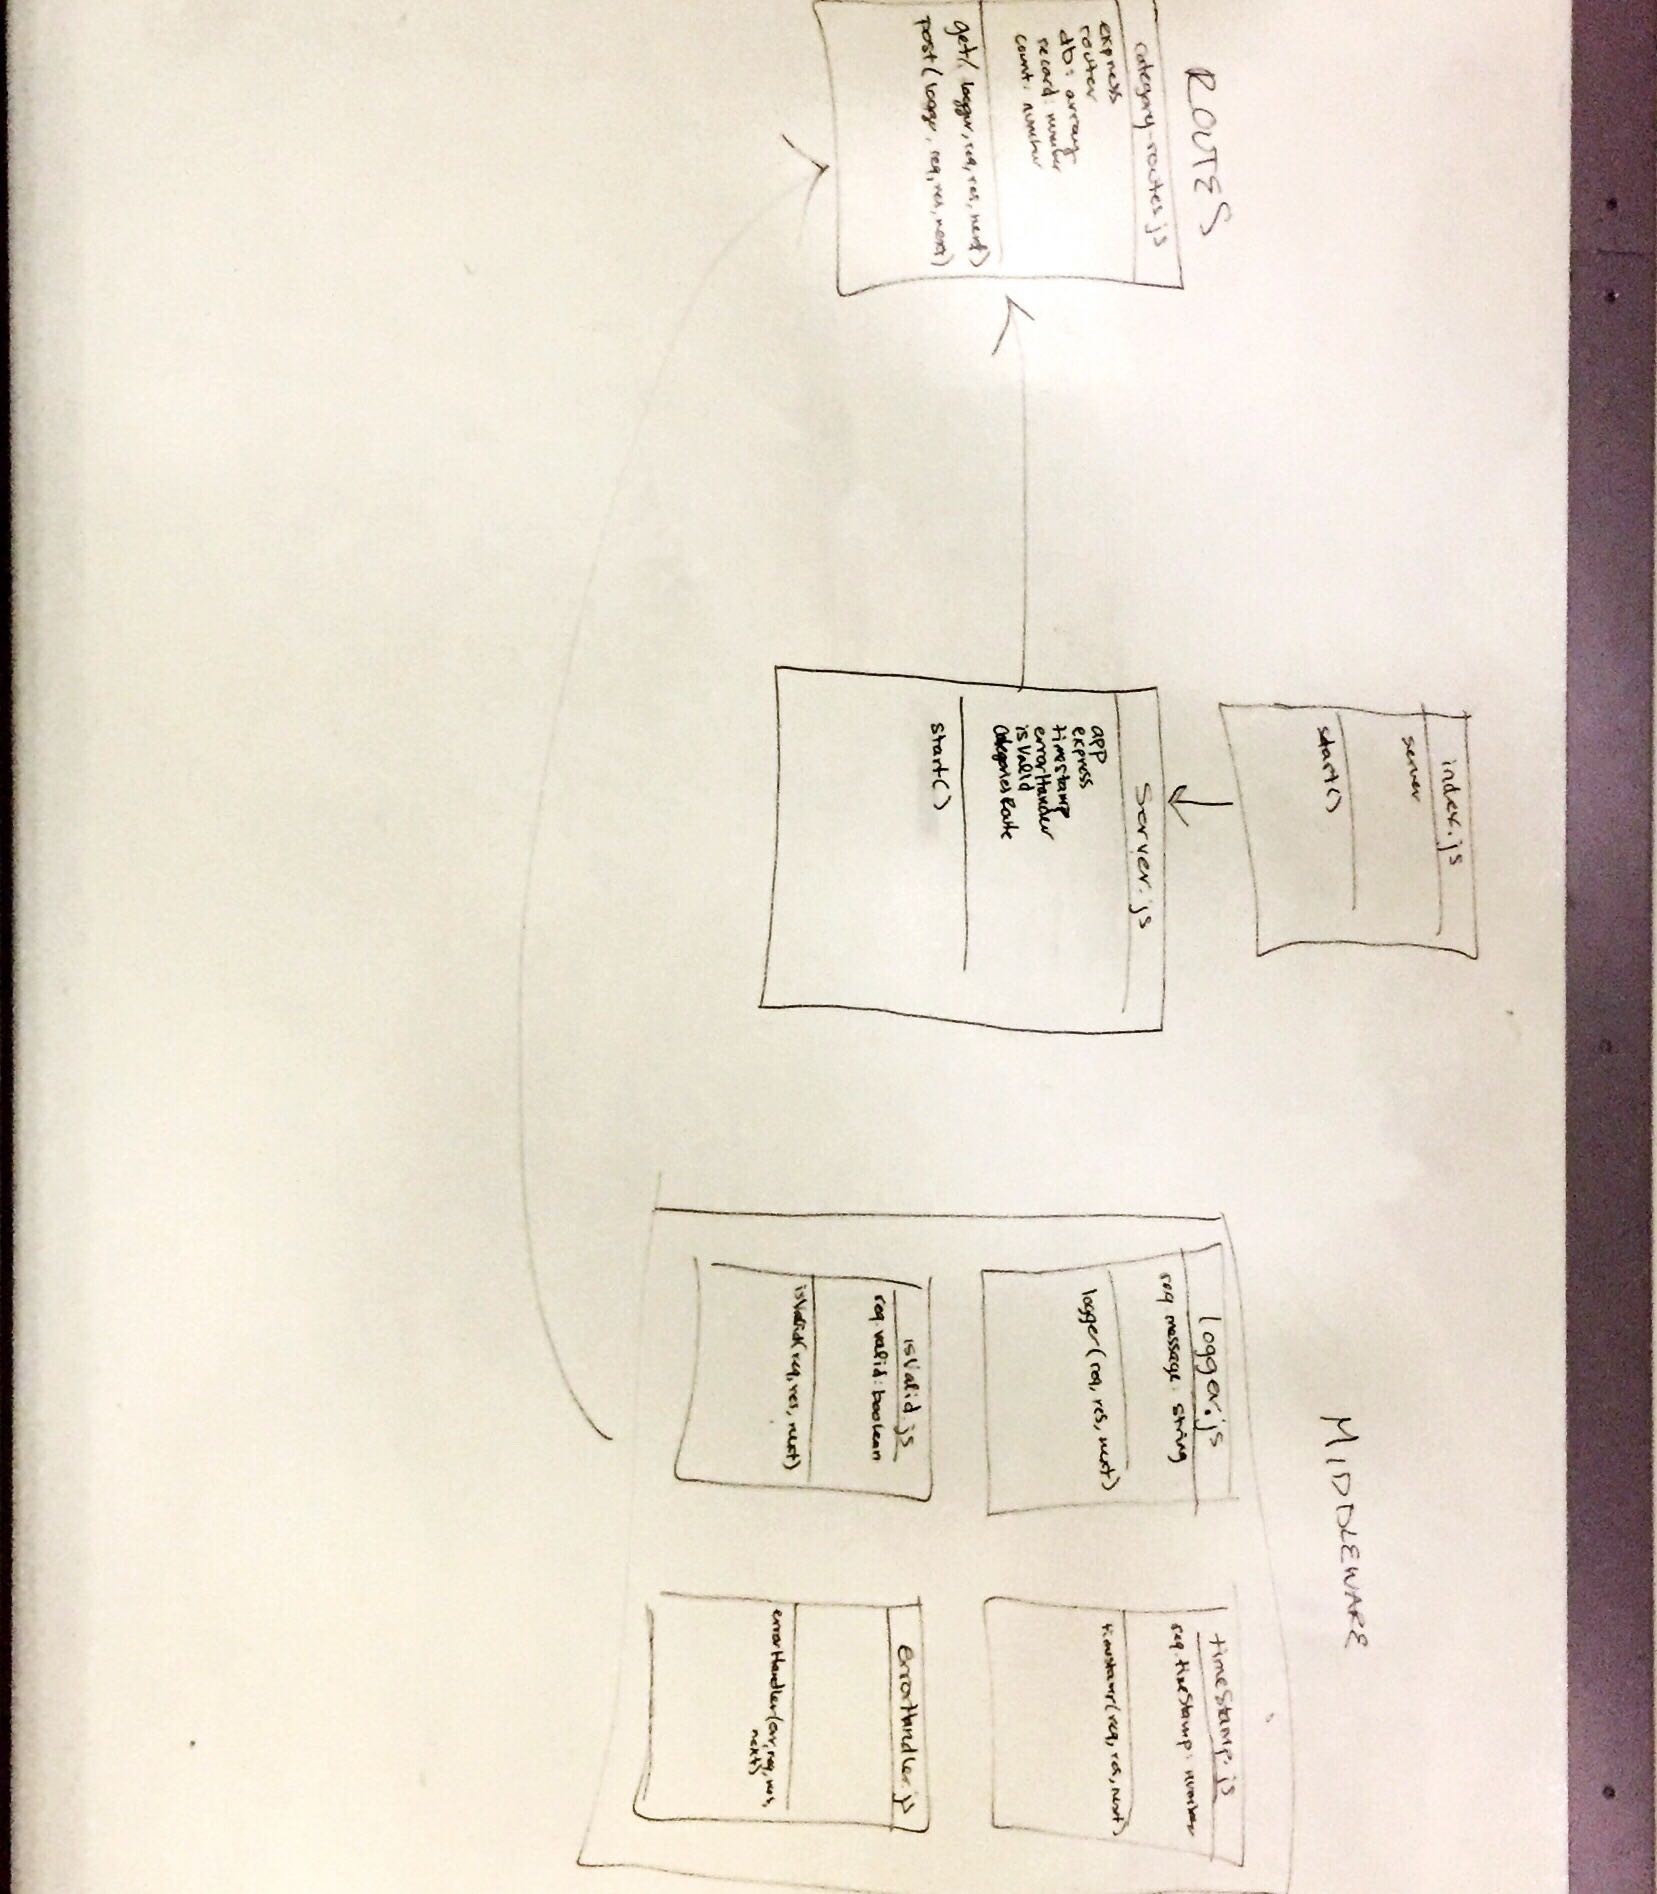 ROUTES
category-routes.js
express
router
db: array
record: number
count: number
get( logger, req, res, next)
post( logge, req, res, next)
index.js
server
start()
Server.js
app
express
timestamp
errorHander
isValid
CategoriesRoute
start()
MIDDLEWARE
logger.js
req.message: string
logger(req, res, next)
timeStamp.js
req.timeStamp: number
timestamp(req, res, next)
isValid.js
req.valid: boolean
isValid(req, res, next)
errorHandler.js
errorHandler(err, req, res,
next)